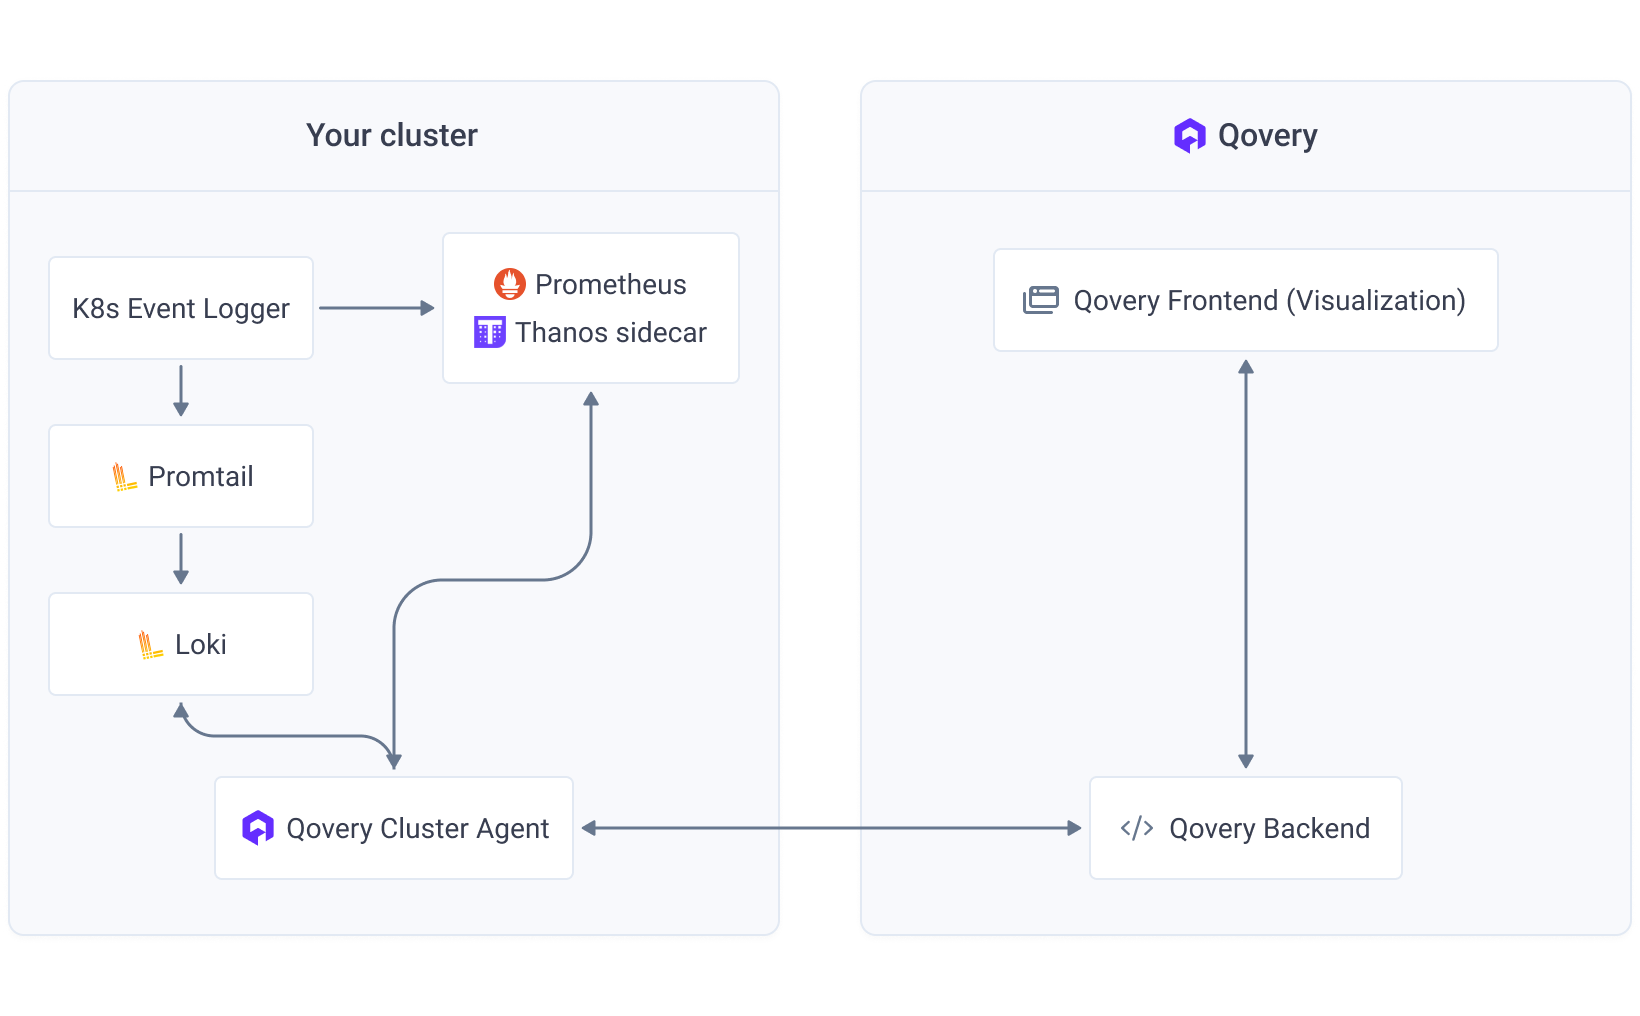 Your cluster
K8s Event Logger
Prometheus
Thanos sidecar
Promtail
Loki
Qovery Cluster Agent
Qovery
Qovery Frontend (Visualization)
</> Qovery Backend